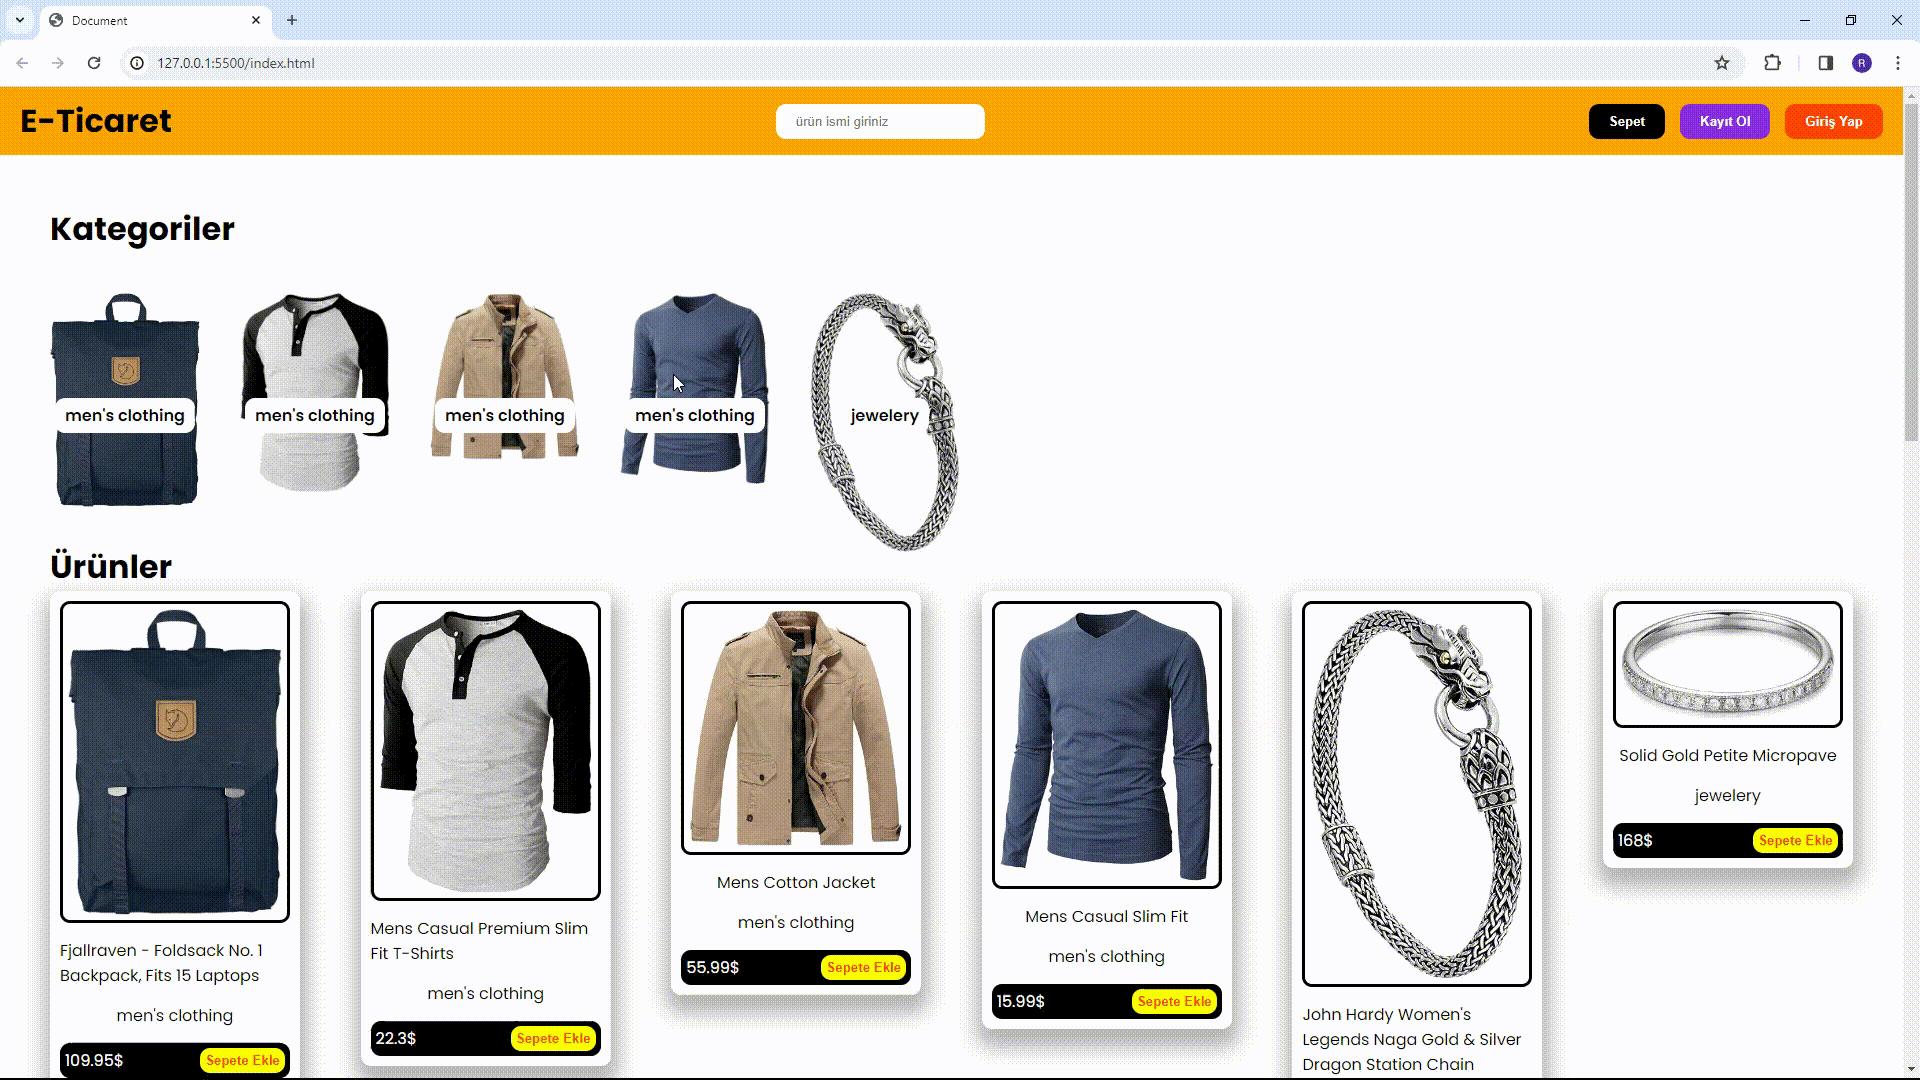 Document
127.0.0.1:5500/index.html
R
E-Ticaret
ürün ismi giriniz
Sepet
Kayıt Ol
Giriş Yap
Kategoriler
men's clothing
men's clothing
men's clothing
men's clothing
jewelery
Ürünler
Fjallraven - Foldsack No. 1
Backpack, Fits 15 Laptops
men's clothing
109.95$
Sepete Ekle
Mens Casual Premium Slim
Fit T-Shirts
men's clothing
22.3$
Sepete Ekle
Mens Cotton Jacket
men's clothing
55.99$
Sepete Ekle
Mens Casual Slim Fit
men's clothing
15.99$
Sepete Ekle
John Hardy Women's
Legends Naga Gold & Silver
Dragon Station Chain
Solid Gold Petite Micropave
jewelery
168$
Sepete Ekle